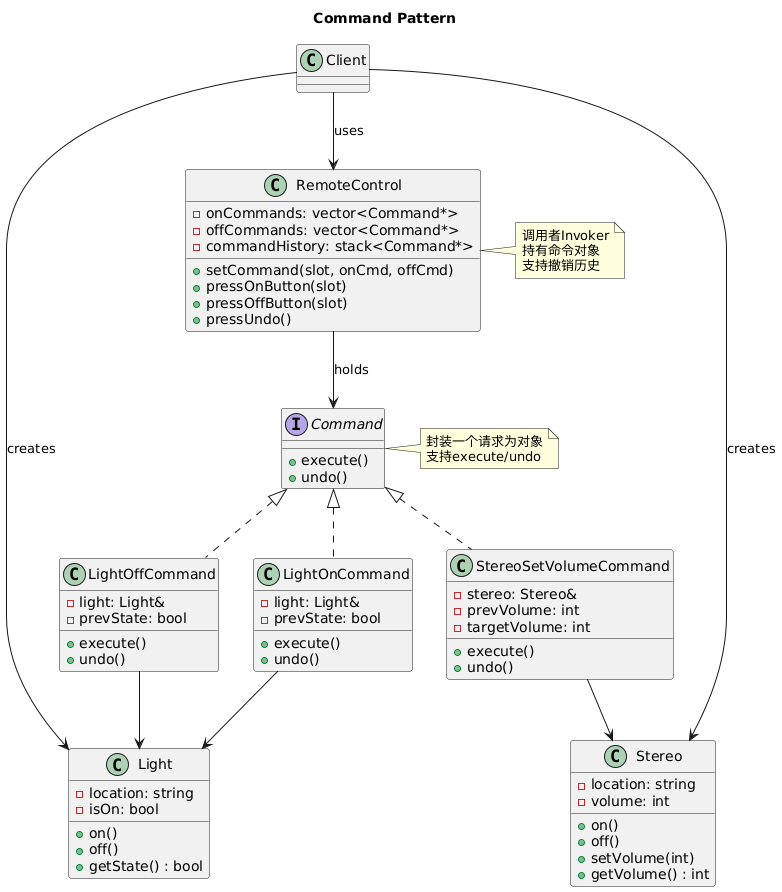 Command Pattern
C Client
uses
C RemoteControl
onCommands: vector<Command*>
offCommands: vector<Command*>
commandHistory: stack<Command*>
setCommand(slot, onCmd, offCmd)
pressOnButton(slot)
pressOffButton(slot)
pressUndo()
调用者Invoker
持有命令对象
支持撤销历史
holds
I Command
execute()
undo()
封装一个请求为对象
支持execute/undo
creates
creates
C LightOffCommand
light: Light&
prevState: bool
execute()
undo()
C LightOnCommand
light: Light&
prevState: bool
execute()
undo()
C StereoSetVolumeCommand
stereo: Stereo&
prevVolume: int
targetVolume: int
execute()
undo()
C Light
location: string
isOn: bool
on()
off()
getState() : bool
C Stereo
location: string
volume: int
on()
off()
setVolume(int)
getVolume() : int